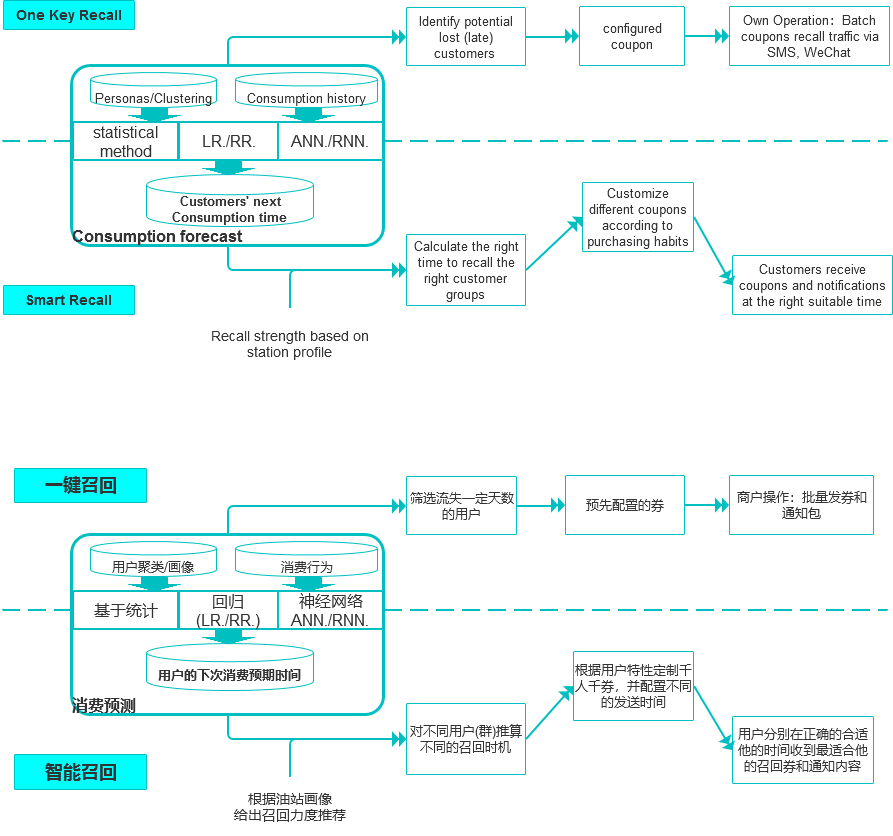 One Key Recall
Identify potential
lost (late)
customers
configured
coupon
Own Operation: Batch
coupons recall traffic via
SMS, WeChat
Personas/Clustering
Consumption history
statistical
method
LR./RR.
ANN./RNN.
Customers' next
Consumption time
Consumption forecast
Customize
different coupons
according to
purchasing habits
Calculate the right
time to recall the
right customer
groups
Customers receive
coupons and notifications
at the right suitable time
Smart Recall
Recall strength based on
station profile
一键召回
筛选流失一定天数
的用户
预先配置的券
商户操作：批量发券和
通知包
用户聚类/画像
消费行为
基于统计
回归
(LR./RR.)
神经网络
ANN./RNN.
用户的下次消费预期时间
消费预测
根据用户特性定制千
人千券，并配置不同
的发送时间
对不同用户(群)推算
不同的召回时机
用户分别在正确的合适
他的时间收到最适合他
的召回券和通知内容
智能召回
根据油站画像
给出召回力度推荐